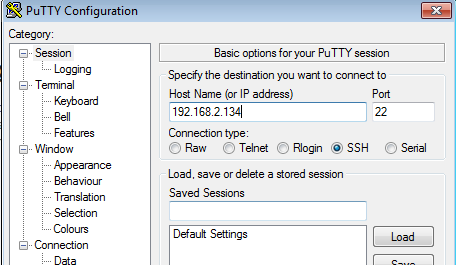 PuTTY Configuration
Category:
Session
Logging
Terminal
Keyboard
Bell
Features
Window
Appearance
Behaviour
Translation
Selection
Colours
Connection
Data
Basic options for your PuTTY session
Specify the destination you want to connect to
Host Name (or IP address) Port
192.168.2.134 22
Connection type:
Raw Telnet Rlogin SSH Serial
Load, save or delete a stored session
Saved Sessions
Default Settings
Load
Save